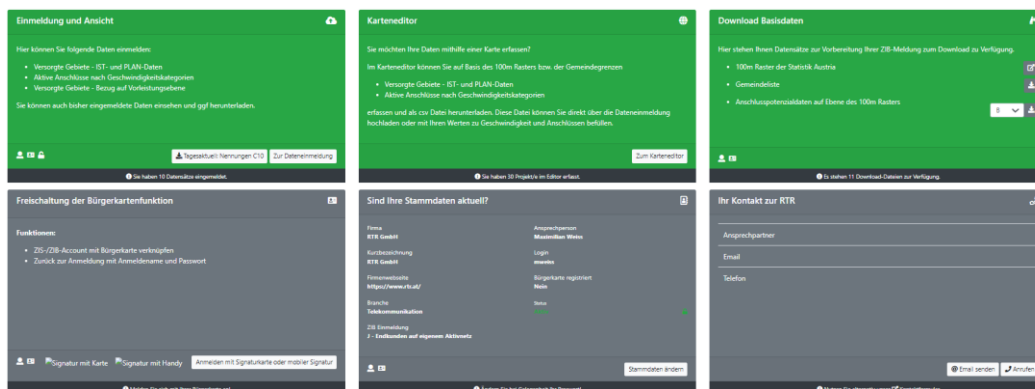 Einmeldung und Ansicht
Hier können Sie folgende Daten einmelden:
Versorgte Gebiete - IST- und PLAN-Daten
Aktive Anschlüsse nach Geschwindigkeitskategorien
Versorgte Gebiete - Bezug auf Vorleistungsebene
Sie können auch bisher eingemeldete Daten einsehen und ggf herunterladen.
Tagesaktuell: Nennungen C10
Zur Dateneinmeldung
Sie haben 10 Datensätze eingemeldet.
Karteneditor
Sie möchten Ihre Daten mithilfe einer Karte erfassen?
Im Karteneditor können Sie auf Basis des 100m Rasters bzw. der Gemeindegrenzen
Versorgte Gebiete - IST- und PLAN-Daten
Aktive Anschlüsse nach Geschwindigkeitskategorien
erfassen und als csv Datei herunterladen. Diese Datei können Sie direkt über die Dateneinmeldung
hochladen oder mit Ihren Werten zu Geschwindigkeit und Anschlüssen befüllen.
Zum Karteneditor
Sie haben 30 Projekt/e im Editor erfasst.
Download Basisdaten
Hier stehen Ihnen Datensätze zur Vorbereitung Ihrer ZIB-Meldung zum Download zu Verfügung.
100m Raster der Statistik Austria
Gemeindeliste
Anschlusspotenzialdaten auf Ebene des 100m Rasters
B
Es stehen 11 Download-Dateien zur Verfügung.
Freischaltung der Bürgerkartenfunktion
Funktionen:
ZIS-/ZIB-Account mit Bürgerkarte verknüpfen
Zurück zur Anmeldung mit Anmeldename und Passwort
Signatur mit Karte
Signatur mit Handy
Anmelden mit Signaturkarte oder mobiler Signatur
Sind Ihre Stammdaten aktuell?
Firma
RTR GmbH
Ansprechperson
Maximilian Weiss
Kurzbezeichnung
RTR GmbH
Login
Firmenwebseite
https://www.rtr.at/
Bürgerkarte registriert
Nein
Branche
Telekommunikation
Status
ZIB Einmeldung
J - Endkunden auf eigenem Aktivnetz
Stammdaten ändern
Ihr Kontakt zur RTR
Ansprechpartner
Email
Telefon
Email senden